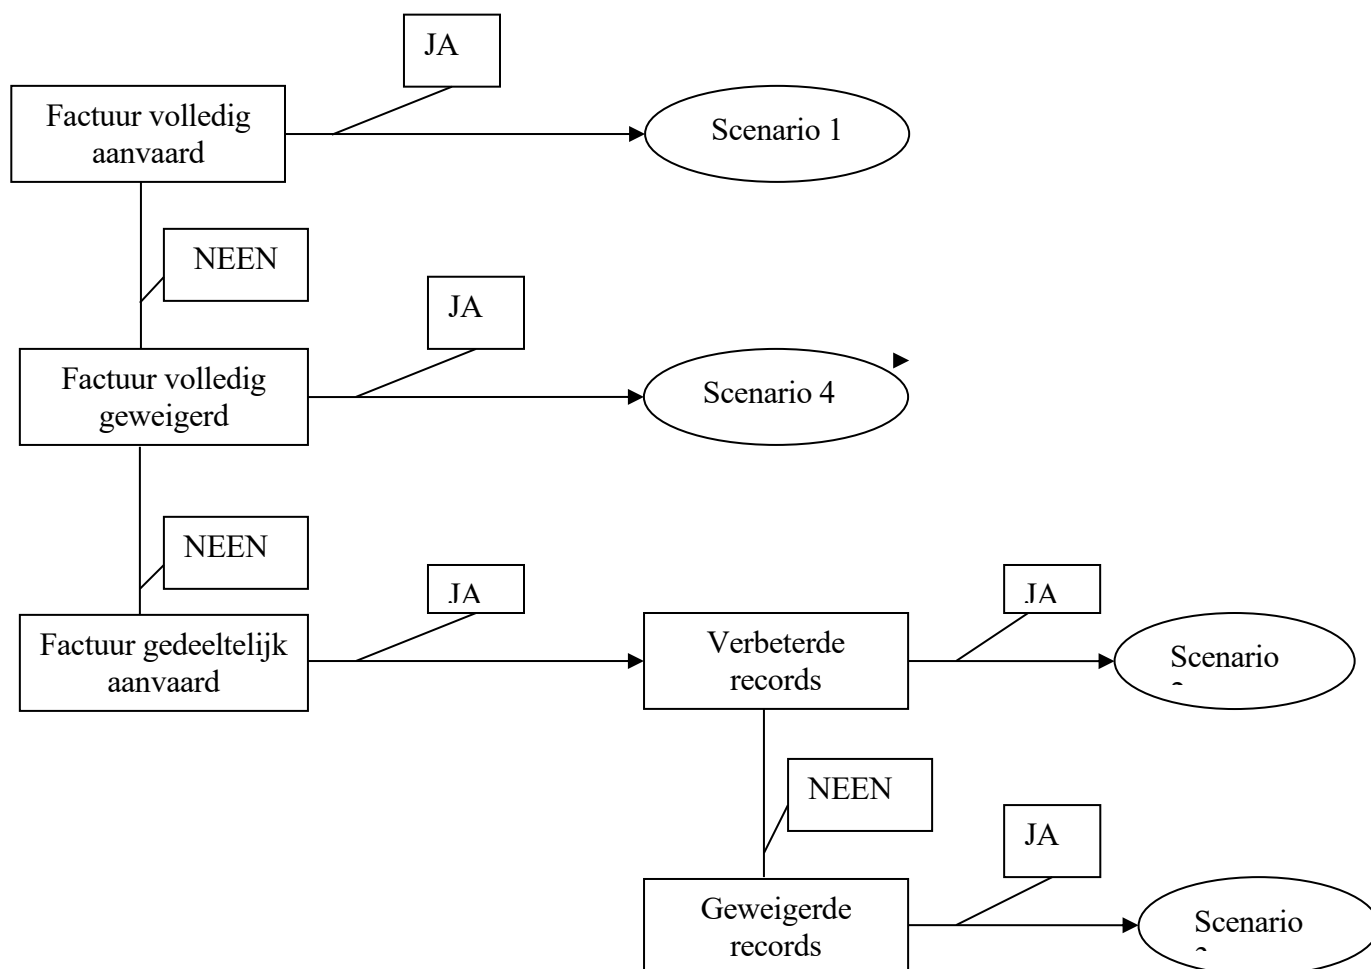 JA
Factuur volledig
aanvaard
Scenario 1
NEEN
JA
Factuur volledig
geweigerd
Scenario 4
NEEN
JA
JA
Factuur gedeeltelijk
aanvaard
Verbeterde
records
Scenario
NEEN
JA
Geweigerde
records
Scenario